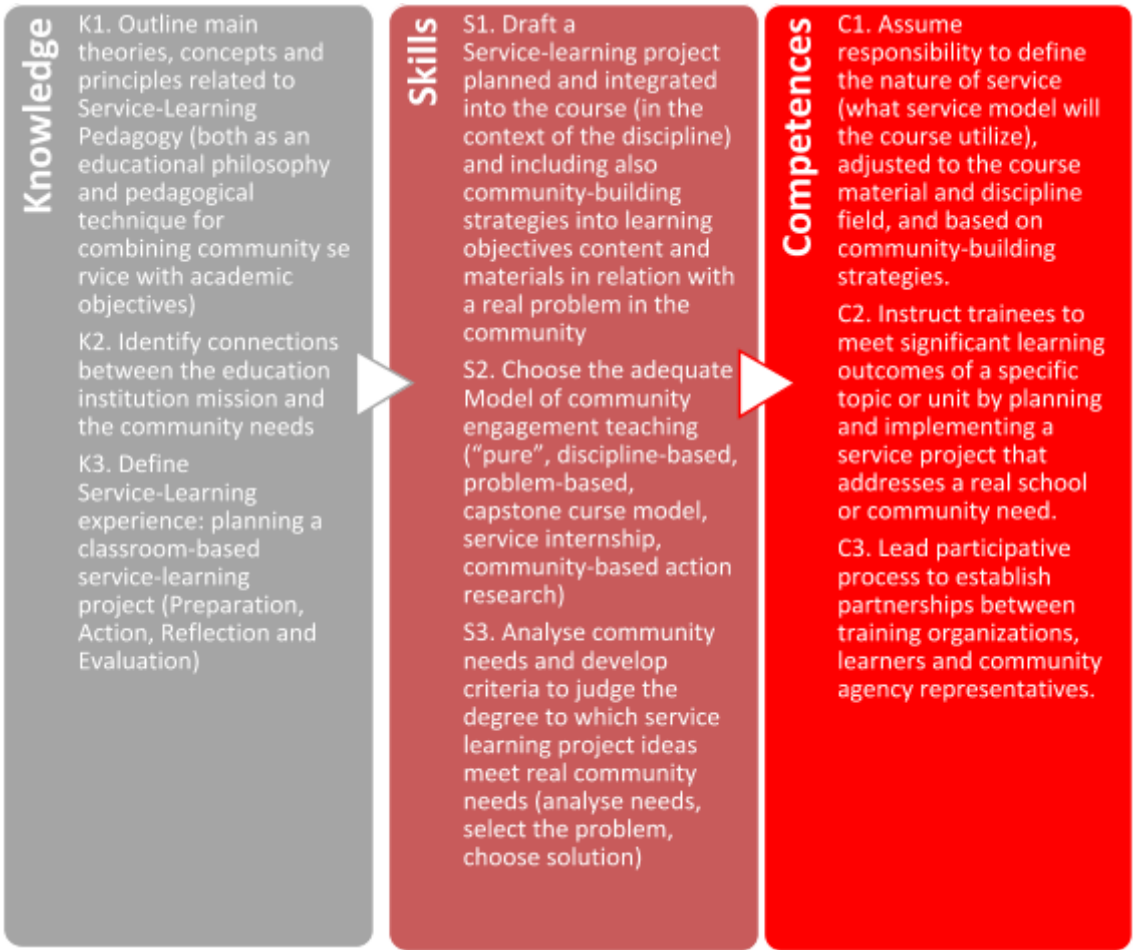 Knowledge
K1. Outline main
theories, concepts and
principles related to
Service-Learning
Pedagogy (both as an
educational philosophy
and pedagogical
technique for
combining community se
rvice with academic
objectives)
K2. Identify connections
between the education
institution mission and
the community needs
K3. Define
Service-Learning
experience: planning a
classroom-based
service-learning
project (Preparation,
Action, Reflection and
Evaluation)
Skills
S1. Draft a
Service-learning project
planned and integrated
into the course (in the
context of the discipline)
and including also
community-building
strategies into learning
objectives content and
materials in relation with
a real problem in the
community
S2. Choose the adequate
Model of community
engagement teaching
(“pure”, discipline-based,
problem-based,
capstone curse model,
service internship,
community-based action
research)
S3. Analyse community
needs and develop
criteria to judge the
degree to which service
learning project ideas
meet real community
needs (analyse needs,
select the problem,
choose solution)
Competences
C1. Assume
responsibility to define
the nature of service
(what service model will
the course utilize),
adjusted to the course
material and discipline
field, and based on
community-building
strategies.
C2. Instruct trainees to
meet significant learning
outcomes of a specific
topic or unit by planning
and implementing a
service project that
addresses a real school
or community need.
C3. Lead participative
process to establish
partnerships between
training organizations,
learners and community
agency representatives.